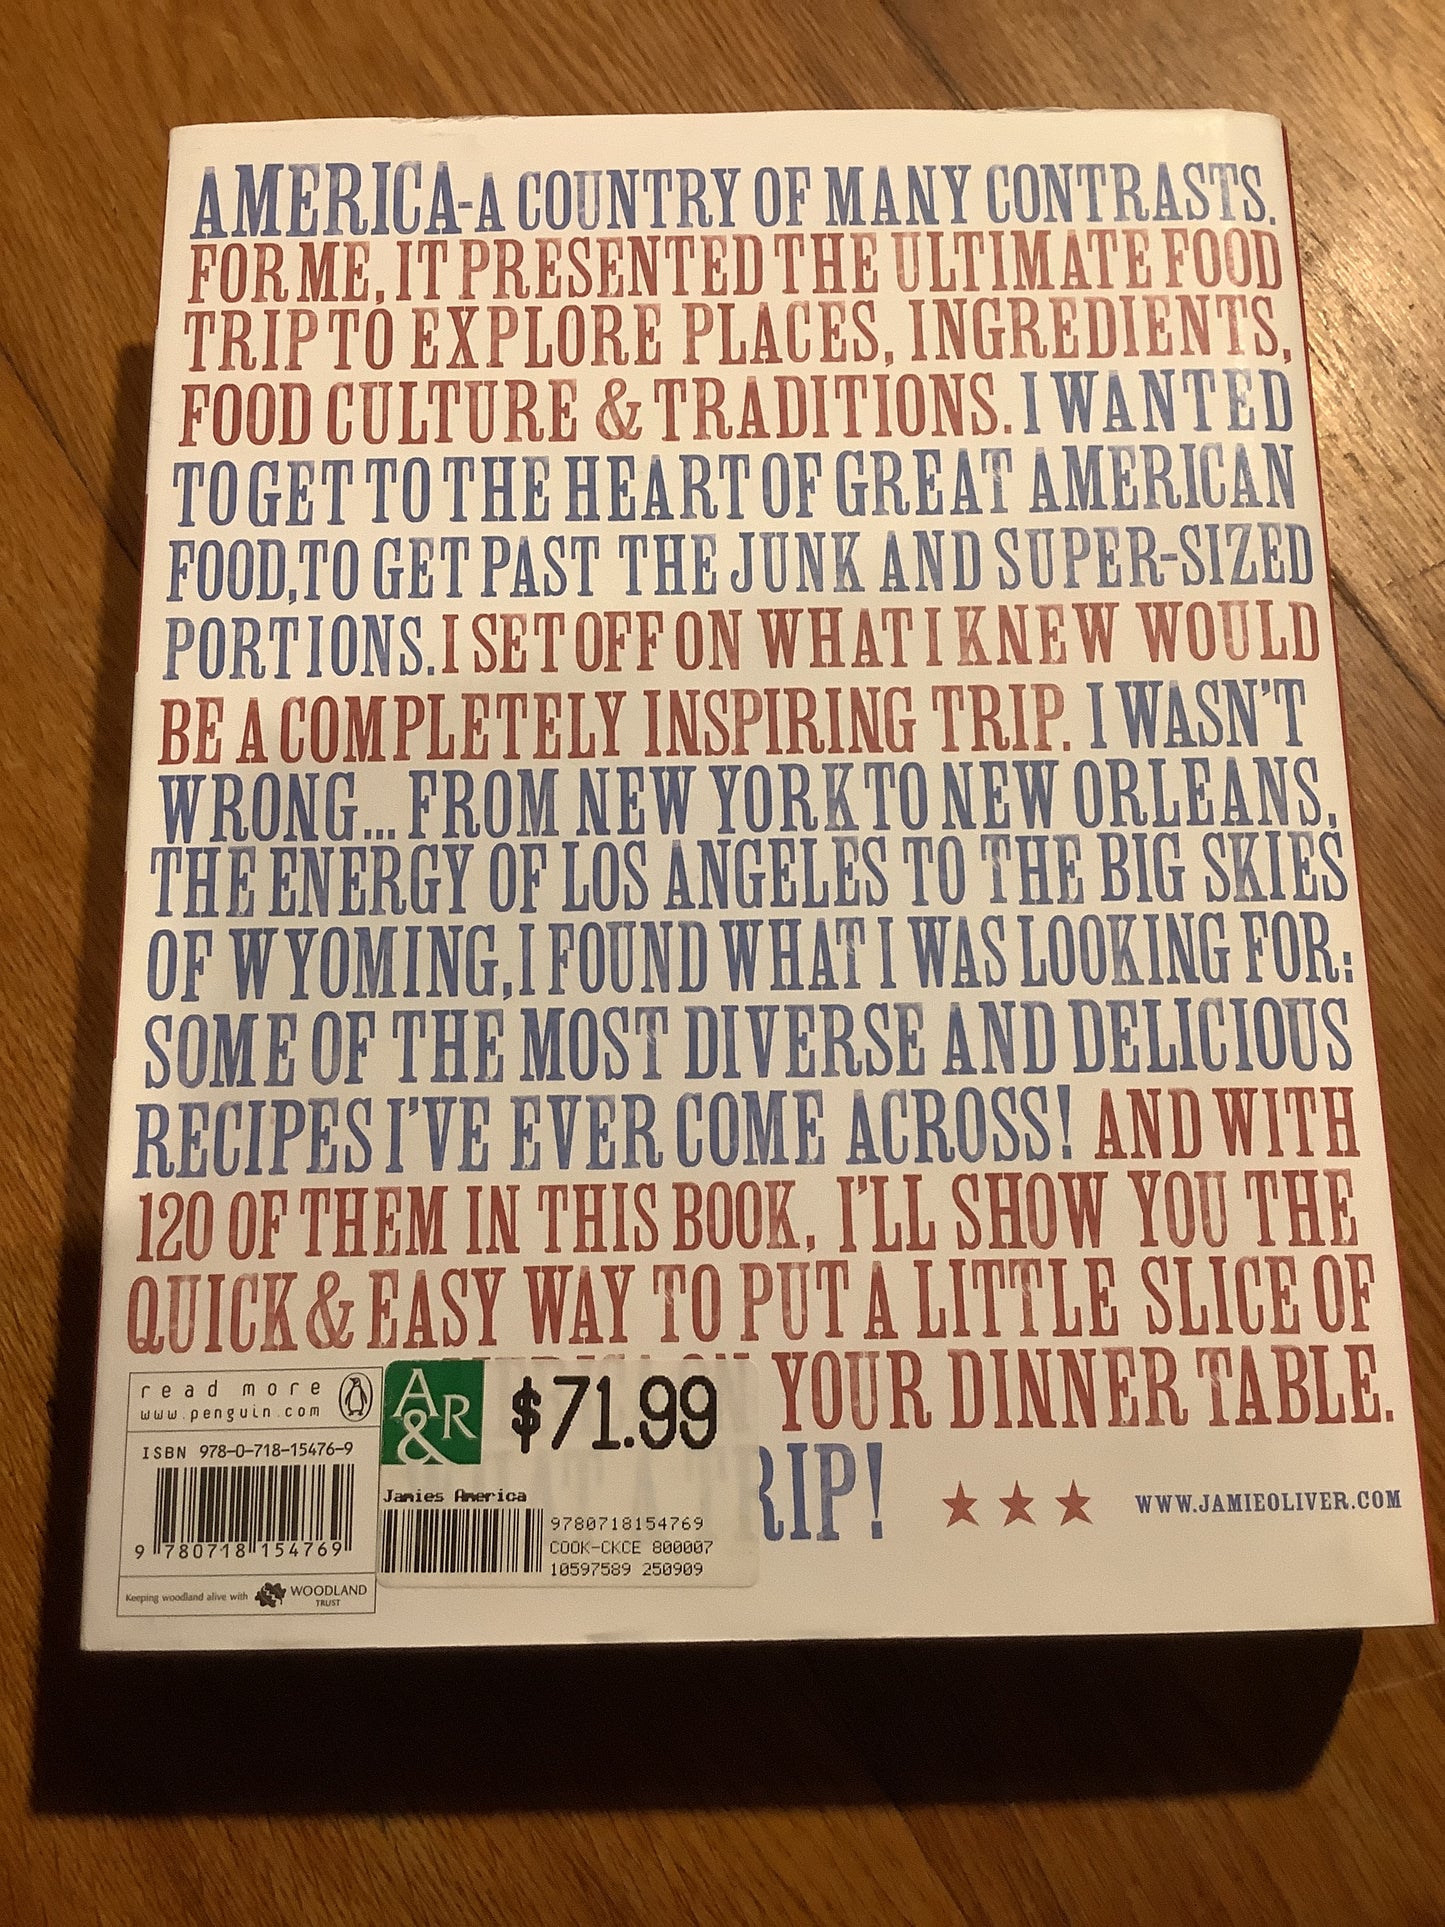 AMERICA-A COUNTRY OF MANY CONTRASTS.
FOR ME, IT PRESENTED THE ULTIMATE FOOD
TRIP TO EXPLORE PLACES, INGREDIENTS,
FOOD CULTURE & TRADITIONS. I WANTED
TO GET TO THE HEART OF GREAT AMERICAN
FOOD, TO GET PAST THE JUNK AND SUPER-SIZED
PORTIONS. I SET OFF ON WHAT I KNEW WOULD
BE A COMPLETELY INSPIRING TRIP. I WASN'T
WRONG... FROM NEW YORK TO NEW ORLEANS,
THE ENERGY OF LOS ANGELES TO THE BIG SKIES
OF WYOMING, I FOUND WHAT I WAS LOOKING FOR:
SOME OF THE MOST DIVERSE AND DELICIOUS
RECIPES I'VE EVER COME ACROSS! AND WITH
120 OF THEM IN THIS BOOK, I'LL SHOW YOU THE
QUICK & EASY WAY TO PUT A LITTLE SLICE OF
YOUR DINNER TABLE.
RIP!
WWW.JAMIEOLIVER.COM
read more
www.penguin.com
ISBN 978-0-718-15476-9
9 780718 154769
Keeping woodland alive with WOODLAND
TRUST
A&R
$71.99
Jamies America
9780718154769
COOK-CKCE 800007
10597589 250909